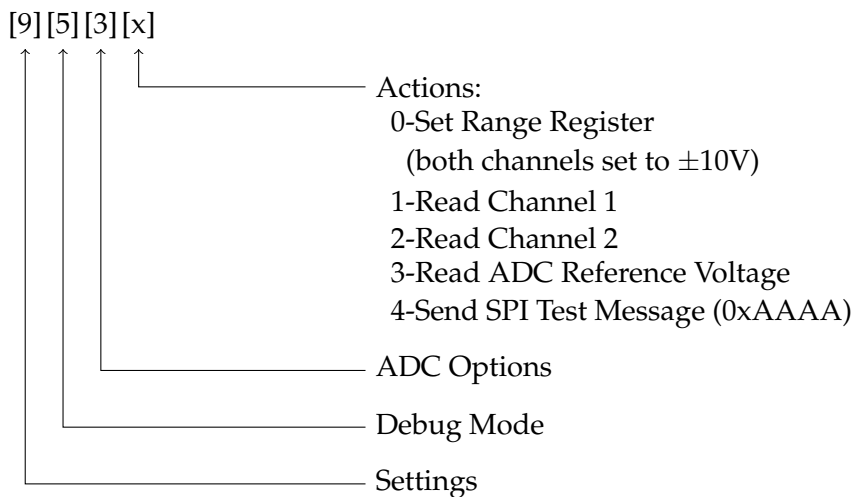 [9][5][3][x]
Actions:
0-Set Range Register
(both channels set to ±10V)
1-Read Channel 1
2-Read Channel 2
3-Read ADC Reference Voltage
4-Send SPI Test Message (0xAAAA)
ADC Options
Debug Mode
Settings